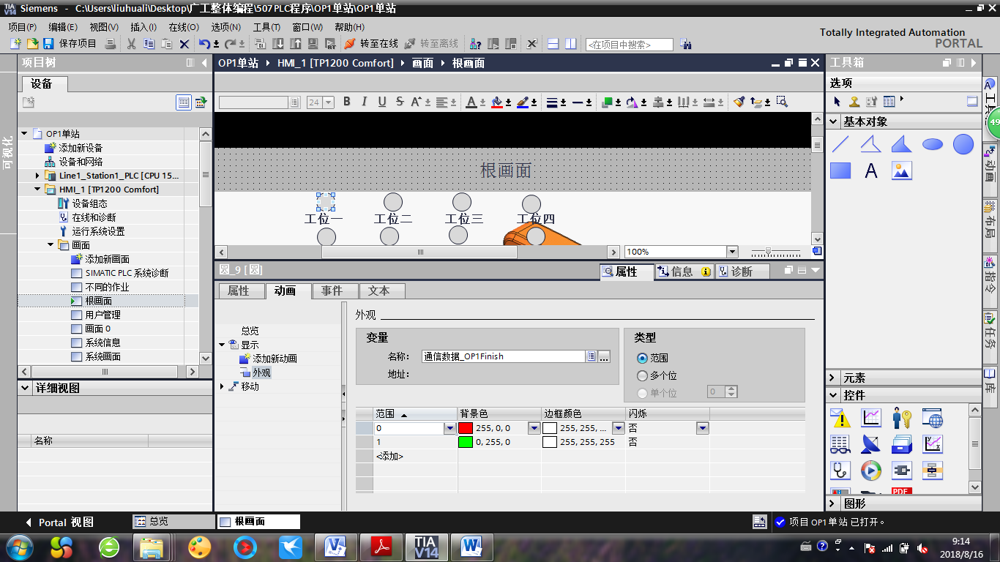 TIA V14 Siemens - C:\Users\liuhuali\Desktop\广工整体编程\507PLC程序\OP1单站\OP1单站
项目(P) 编辑(E) 视图(V) 插入(I) 在线(O) 选项(N) 工具(T) 窗口(W) 帮助(H)
Totally Integrated Automation
PORTAL
保存项目 转至在线 转至离线 <在项目中搜索>
项目树
OP1单站 HMI_1 [TP1200 Comfort] 画面 根画面
工具箱
设备
选项
24 B I U S A A
可视化
基本对象
A
OP1单站
添加新设备
设备和网络
Line1_Station1_PLC [CPU 15...
HMI_1 [TP1200 Comfort]
设备组态
在线和诊断
运行系统设置
画面
添加新画面
SIMATIC PLC 系统诊断
不同的作业
根画面
用户管理
画面 0
系统信息
系统画面
详细视图
名称
根画面
工位一 工位二 工位三 工位四
100%
圆_9 [圆]
属性 信息 诊断
属性 动画 事件 文本
总览
显示
添加新动画
外观
移动
外观
变量
名称: 通信数据_OP1Finish ...
地址:
类型
范围
多个位
单个位 0
范围 背景色 边框颜色 闪烁
0 255, 0, 0 255, 255, ... 否
1 0, 255, 0 255, 255, 255 否
<添加>
元素
控件
PDF
图形
49
动画
布局
指令
任务
库
Portal 视图 总览 根画面 项目 OP1单站 已打开。
TIA V14
9:14
2018/8/16